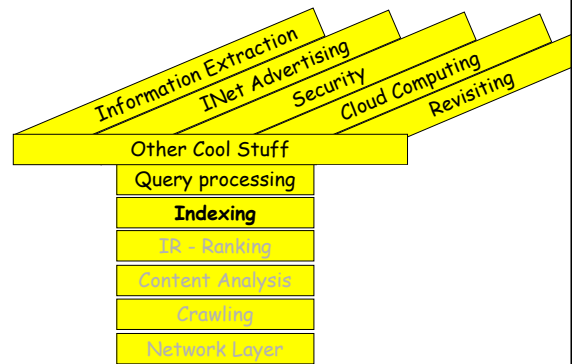 Information Extraction
INet Advertising
Security
Cloud Computing
Revisiting
Other Cool Stuff
Query processing
Indexing
IR - Ranking
Content Analysis
Crawling
Network Layer